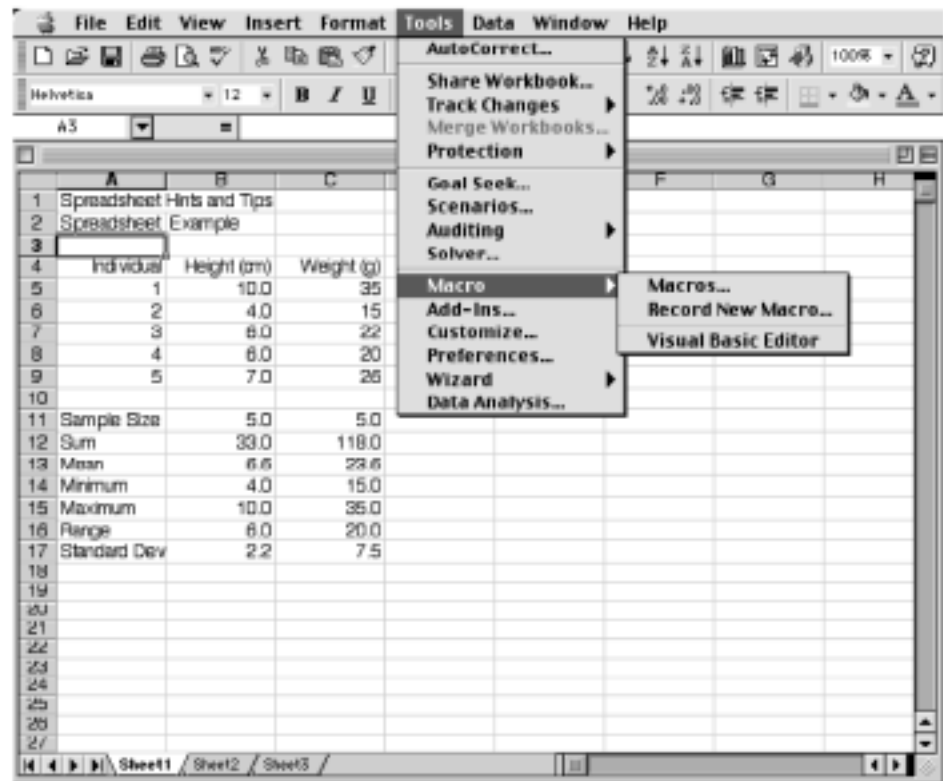 File Edit View Insert Format Tools Data Window Help
100%
Helvetica 12 B I U
A3 =
AutoCorrect...
Share Workbook...
Track Changes
Merge Workbooks...
Protection
Goal Seek...
Scenarios...
Auditing
Solver...
Macro
Add-Ins...
Customize...
Preferences...
Wizard
Data Analysis...
Macros...
Record New Macro...
Visual Basic Editor
A B C F G H
1 Spreadsheet Hints and Tips
2 Spreadsheet Example
3
4 Individual Height (cm) Weight (g)
5 1 10.0 35
6 2 4.0 15
7 3 6.0 22
8 4 6.0 20
9 5 7.0 26
10
11 Sample Size 5.0 5.0
12 Sum 33.0 118.0
13 Mean 6.6 23.6
14 Minimum 4.0 15.0
15 Maximum 10.0 35.0
16 Range 6.0 20.0
17 Standard Dev 2.2 7.5
18
19
20
21
22
23
24
25
26
27
Sheet1 Sheet2 Sheet3